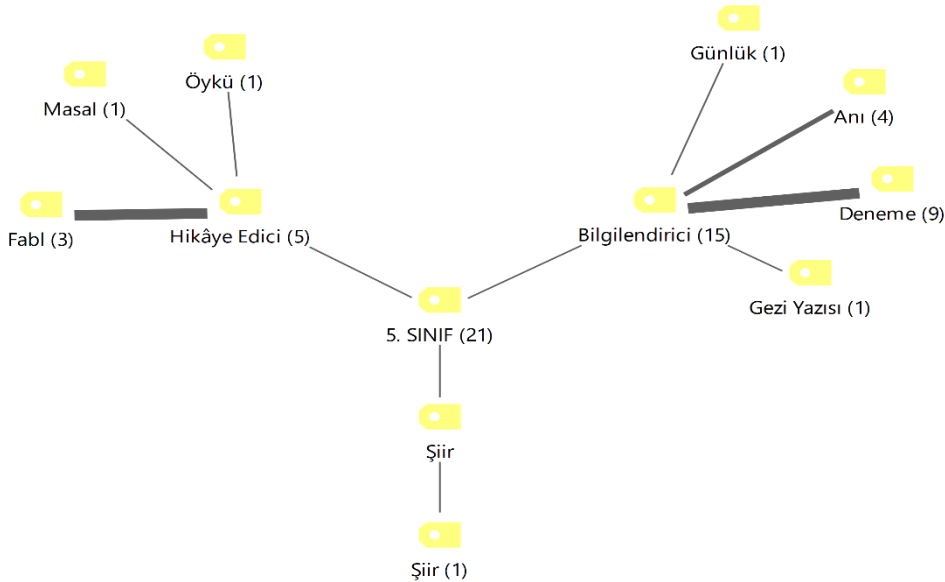 Günlük (1)
Öykü (1)
Masal (1)
Anı (4)
Deneme (9)
Fabl (3)
Hikâye Edici (5)
Bilgilendirici (15)
Gezi Yazısı (1)
5. SINIF (21)
Şiir
Şiir (1)